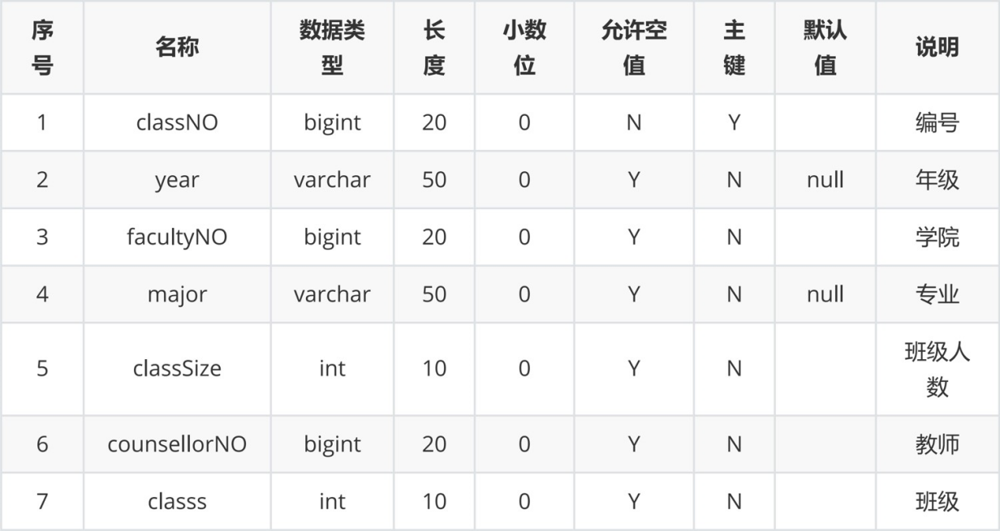 序号 名称 数据类型 长度 小数位 允许空值 主键 默认值 说明
1 classNO bigint 20 0 N Y 编号
2 year varchar 50 0 Y N null 年级
3 facultyNO bigint 20 0 Y N 学院
4 major varchar 50 0 Y N null 专业
5 classSize int 10 0 Y N 班级人数
6 counsellorNO bigint 20 0 Y N 教师
7 classs int 10 0 Y N 班级